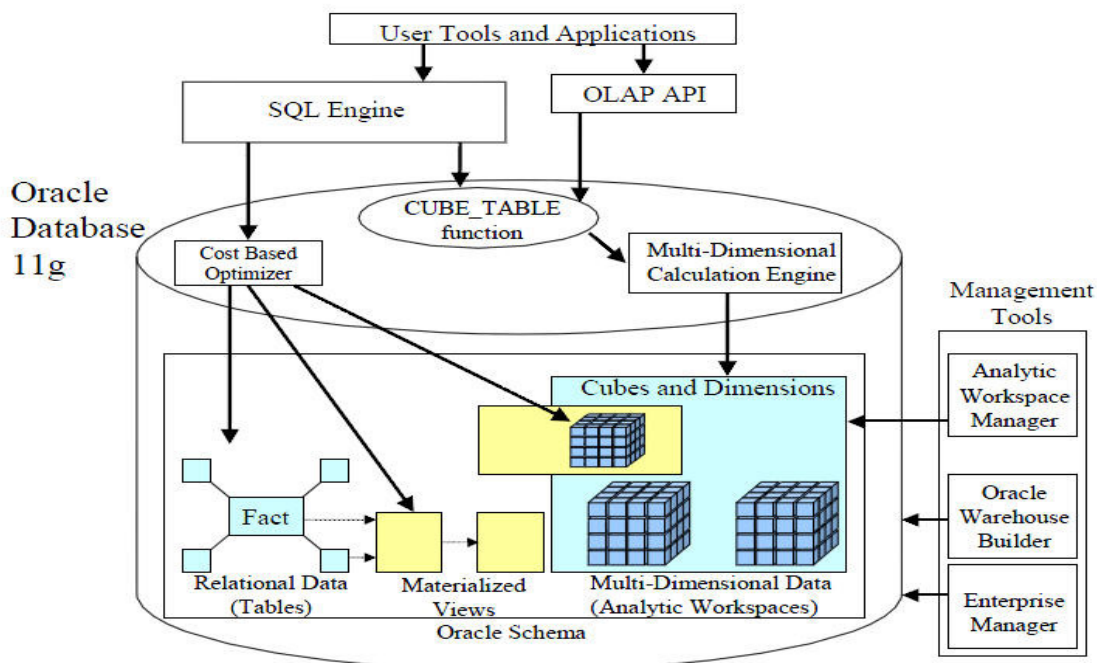 User Tools and Applications
SQL Engine
OLAP API
Oracle
Database
11g
CUBE_TABLE
function
Cost Based
Optimizer
Multi-Dimensional
Calculation Engine
Management
Tools
Cubes and Dimensions
Analytic
Workspace
Manager
Fact
Oracle
Warehouse
Builder
Relational Data
(Tables)
Materialized
Views
Multi-Dimensional Data
(Analytic Workspaces)
Oracle Schema
Enterprise
Manager